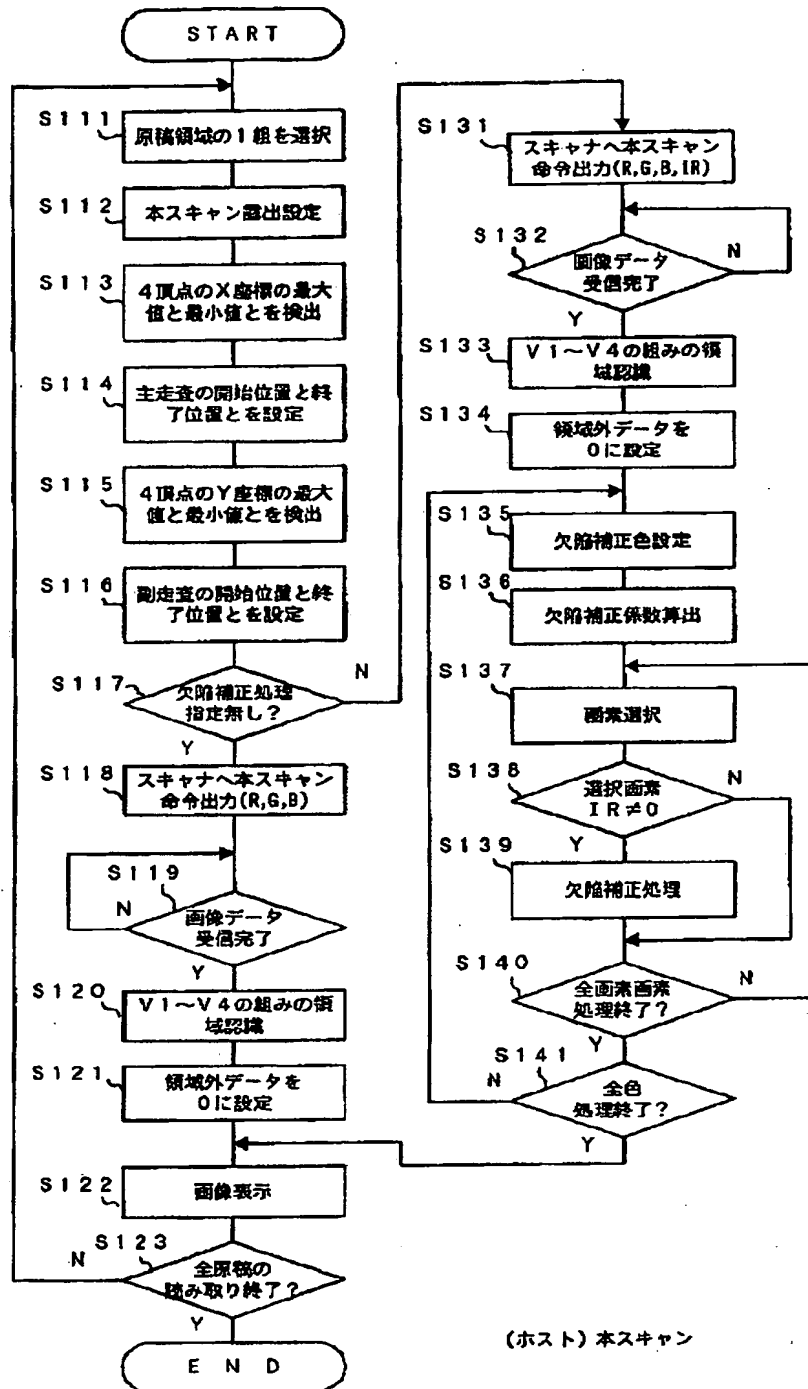 START
S111
原稿領域の1組を選択
S112
本スキャン露出設定
S113
4頂点のX座標の最大
値と最小値とを検出
S114
主走査の開始位置と終
了位置とを設定
S115
4頂点のY座標の最大
値と最小値とを検出
S116
副走査の開始位置と終
了位置とを設定
S117
欠陥補正処理
指定無し?
N
Y
S118
スキャナへ本スキャン
命令出力(R,G,B)
S119
画像データ
受信完了
N
Y
S120
V1~V4の組みの領
域認識
S121
領域外データを
0に設定
S122
画像表示
S123
全原稿の
読み取り終了?
N
Y
END
S131
スキャナへ本スキャン
命令出力(R,G,B,IR)
S132
画像データ
受信完了
N
Y
S133
V1~V4の組みの領
域認識
S134
領域外データを
0に設定
S135
欠陥補正色設定
S136
欠陥補正係数算出
S137
画素選択
S138
選択画素
IR≠0
N
Y
S139
欠陥補正処理
S140
全画素画素
処理終了?
N
Y
S141
全色
処理終了?
N
Y
(ホスト)本スキャン